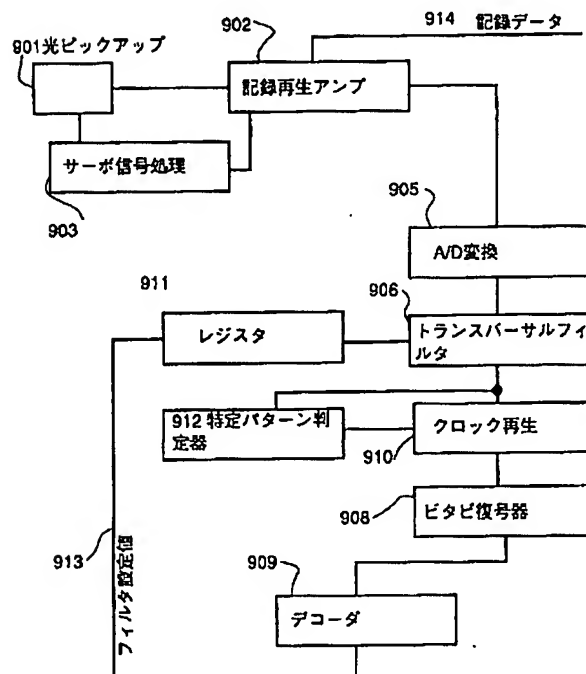 902
914 記録データ
901光ピックアップ
記録再生アンプ
サーボ信号処理
903
905
A/D変換
911
906
レジスタ
トランスバーサルフィ
ルタ
912 特定パターン判
定器
クロック再生
910
908
ビタビ復号器
913
フィルタ設定値
909
デコーダ